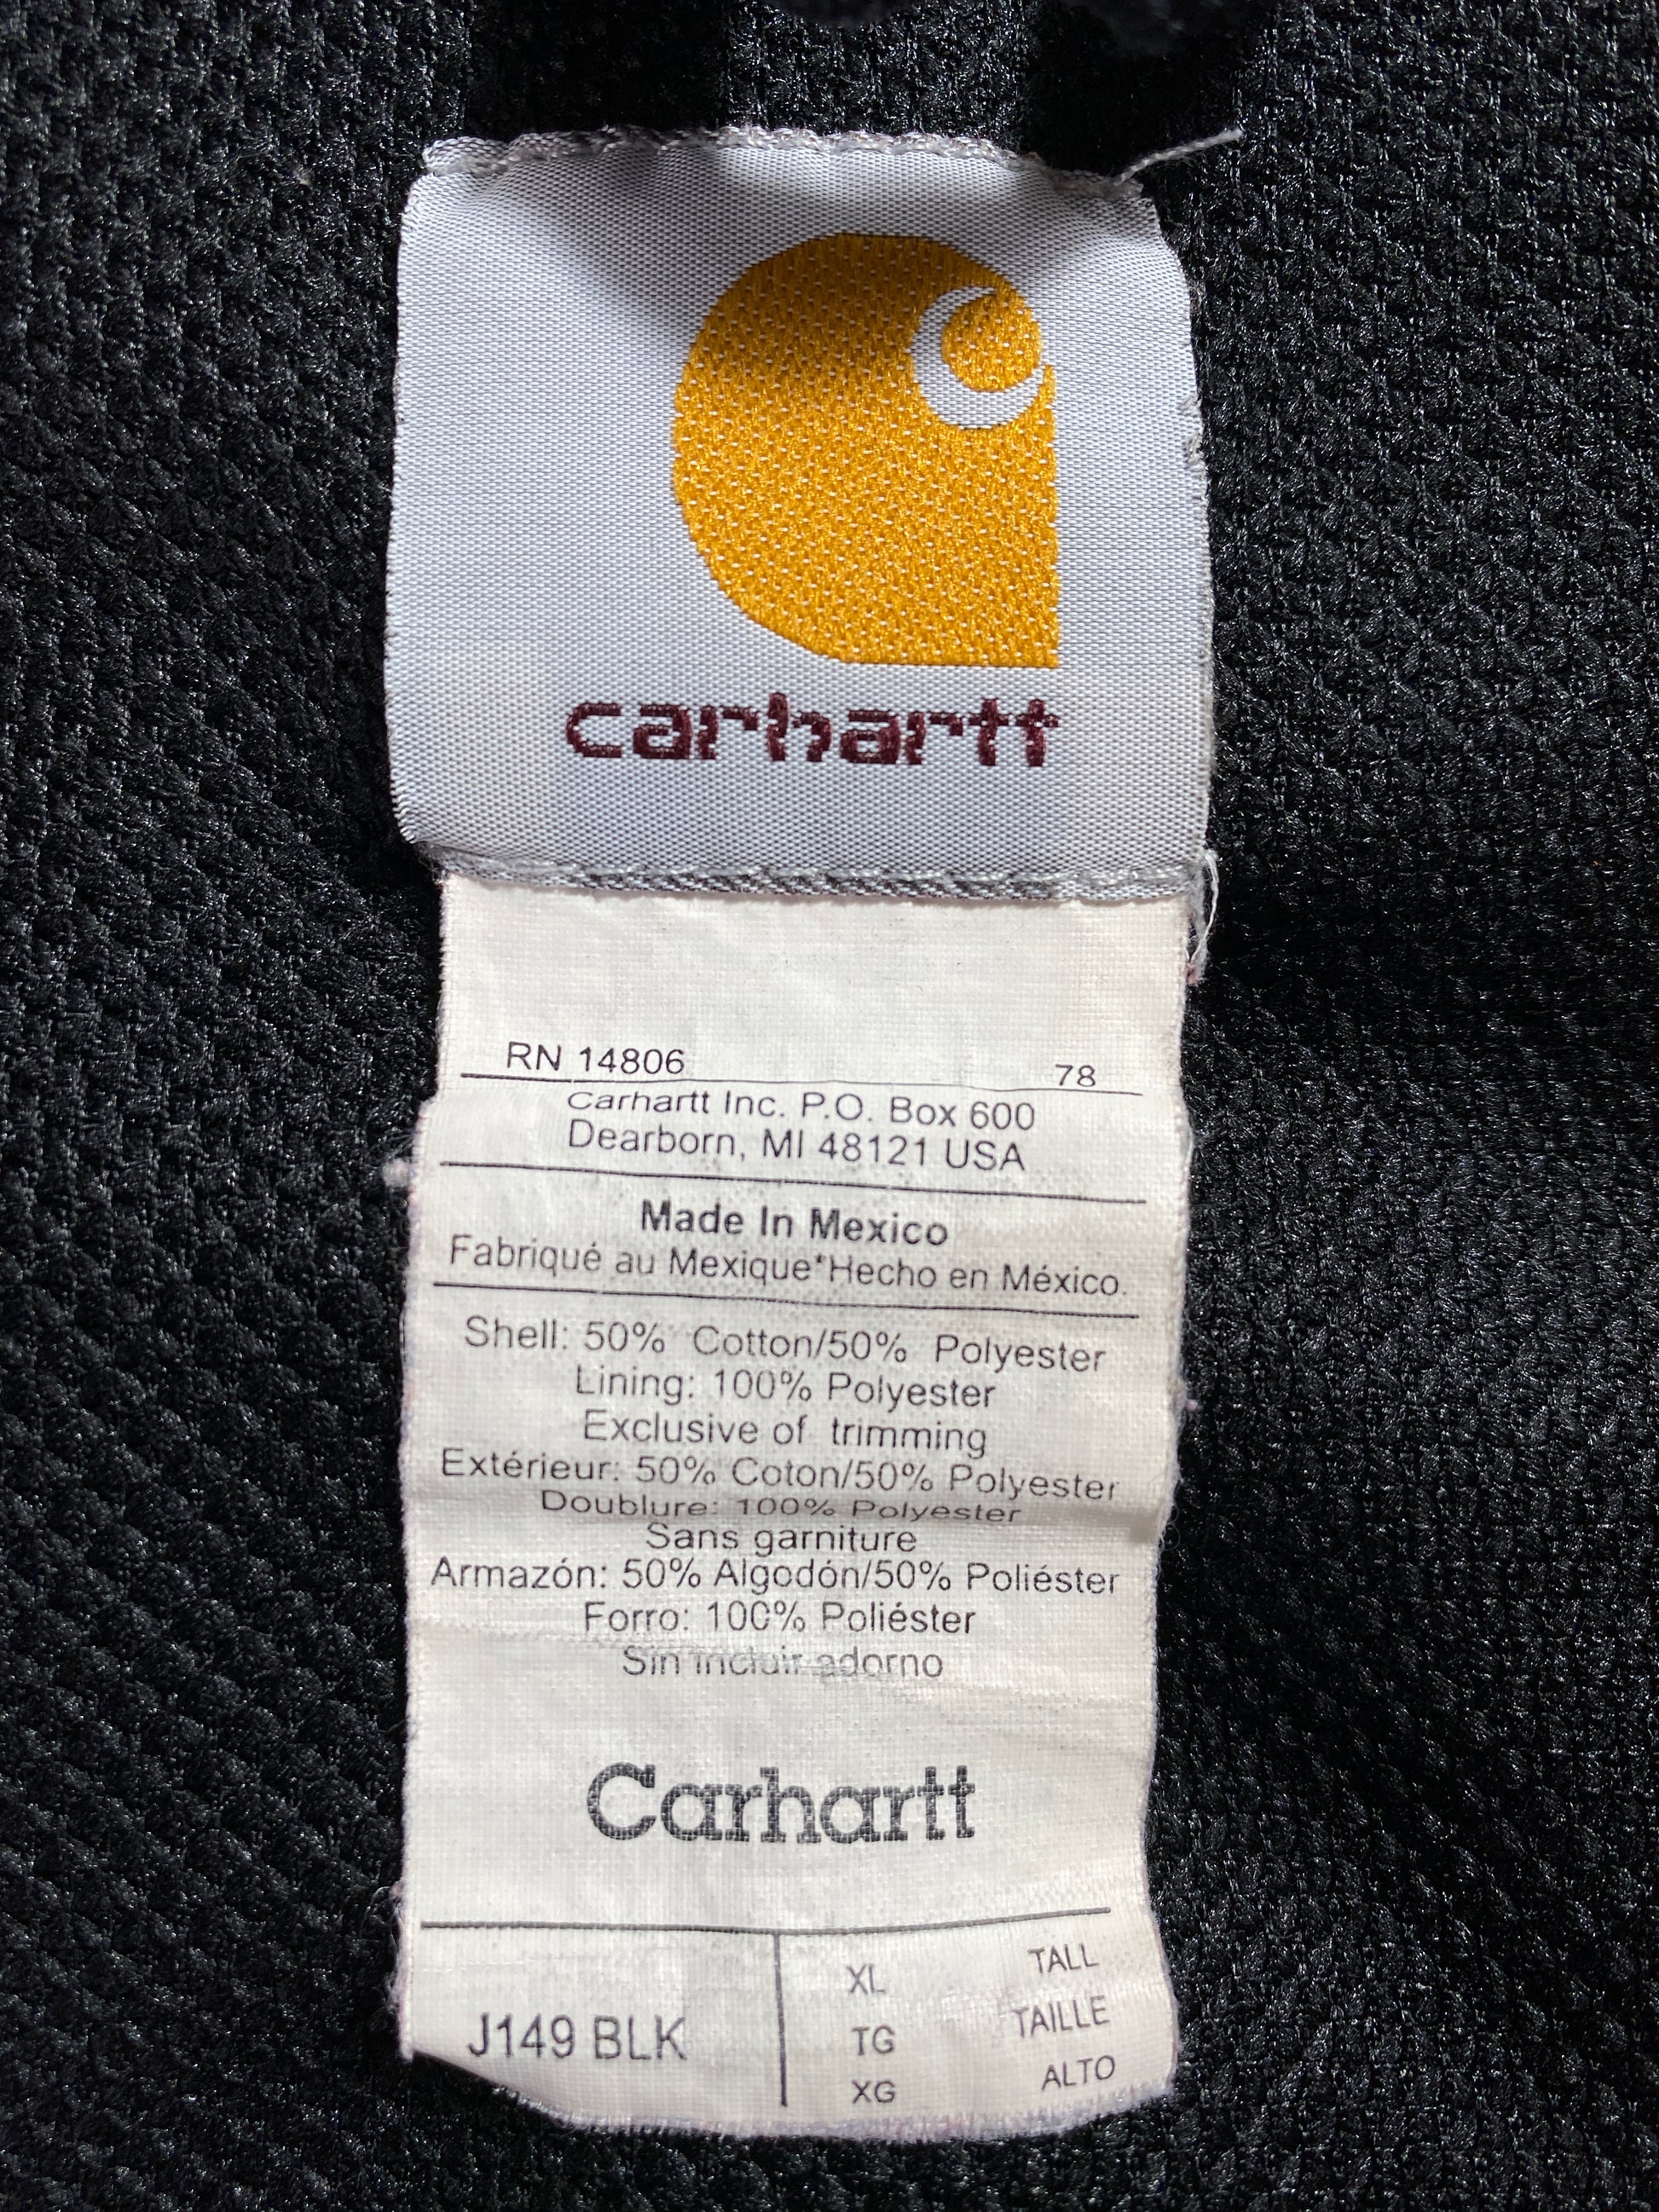 carhartt
RN 14806 78
Carhartt Inc. P.O. Box 600
Dearborn, MI 48121 USA
Made In Mexico
Fabriqué au Mexique*Hecho en México.
Shell: 50% Cotton/50% Polyester
Lining: 100% Polyester
Exclusive of trimming
Extérieur: 50% Coton/50% Polyester
Doublure: 100% Polyester
Sans garniture
Armazón: 50% Algodón/50% Poliéster
Forro: 100% Poliéster
Sin incluir adorno
Carhartt
J149 BLK
XL TALL
TG TAILLE
XG ALTO